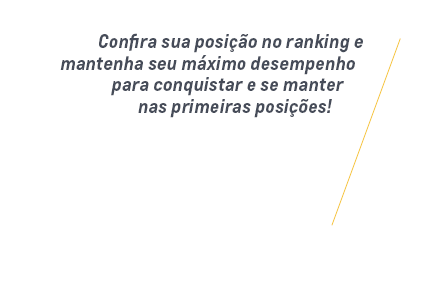 Confira sua posição no ranking e
mantenha seu máximo desempenho
para conquistar e se manter
nas primeiras posições!